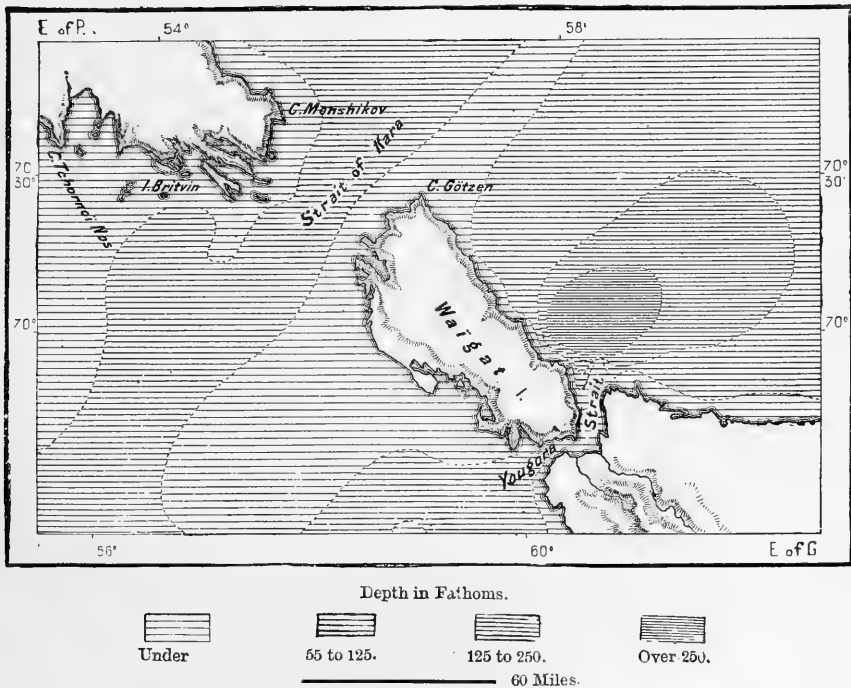 E of P. 54° 58°
C. Menshikov
Strait of Kara
70° 30' I. Britvin C. Götzen 70° 30'
C. Tchornoi Nos
70° Waïgat I. 70°
Yougora Strait
56° 60° E of G
Depth in Fathoms.
Under 55 to 125. 125 to 250. Over 250.
60 Miles.